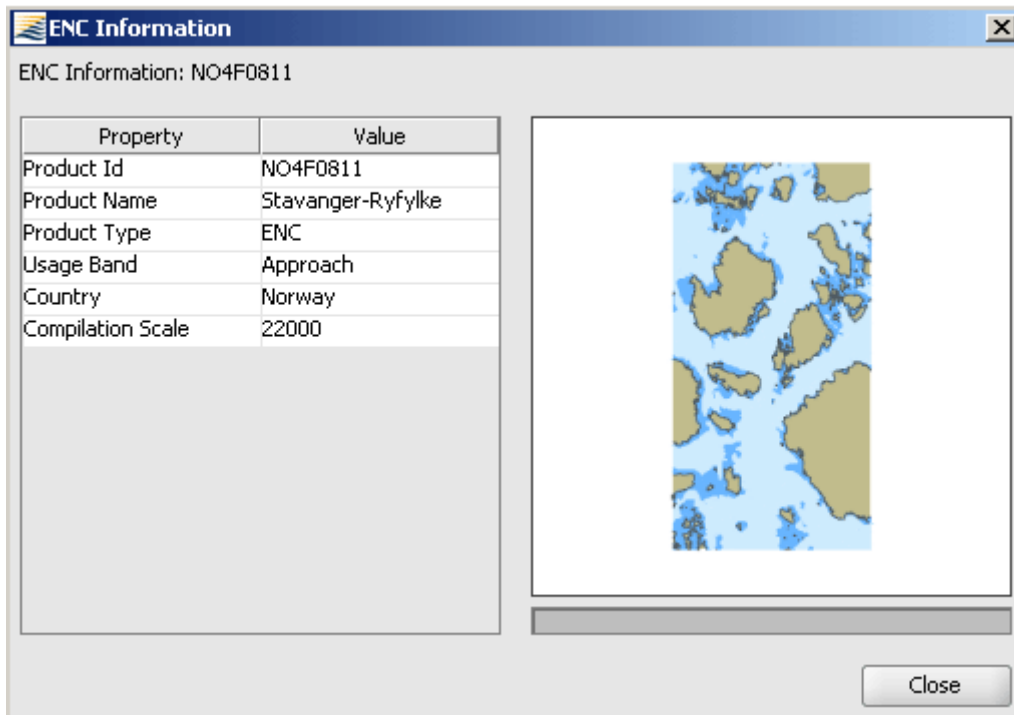 ENC Information
ENC Information: NO4F0811
Property Value
Product Id NO4F0811
Product Name Stavanger-Ryfylke
Product Type ENC
Usage Band Approach
Country Norway
Compilation Scale 22000
Close